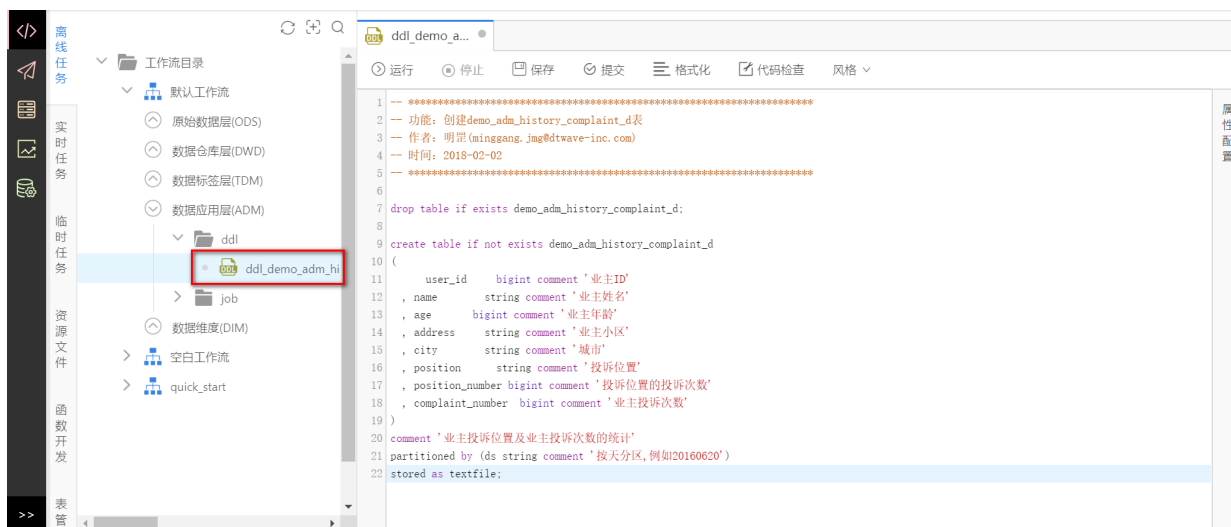 </>
离线任务
实时任务
临时任务
资源文件
函数开发
表管
>>
工作流目录
默认工作流
原始数据层(ODS)
数据仓库层(DWD)
数据标签层(TDM)
数据应用层(ADM)
ddl
DDL ddl_demo_adm_hi
job
数据维度(DIM)
空白工作流
quick_start
DDL ddl_demo_a...
运行 停止 保存 提交 格式化 代码检查 风格
1 -- *********************************************************************
2 -- 功能：创建demo_adm_history_complaint_d表
3 -- 作者：明罡(minggang.jmg@dtwave-inc.com)
4 -- 时间：2018-02-02
5 -- *********************************************************************
6
7 drop table if exists demo_adm_history_complaint_d;
8
9 create table if not exists demo_adm_history_complaint_d
10 (
11 user_id bigint comment '业主ID'
12 , name string comment '业主姓名'
13 , age bigint comment '业主年龄'
14 , address string comment '业主小区'
15 , city string comment '城市'
16 , position string comment '投诉位置'
17 , position_number bigint comment '投诉位置的投诉次数'
18 , complaint_number bigint comment '业主投诉次数'
19 )
20 comment '业主投诉位置及业主投诉次数的统计'
21 partitioned by (ds string comment '按天分区,例如20160620')
22 stored as textfile;
属性配置